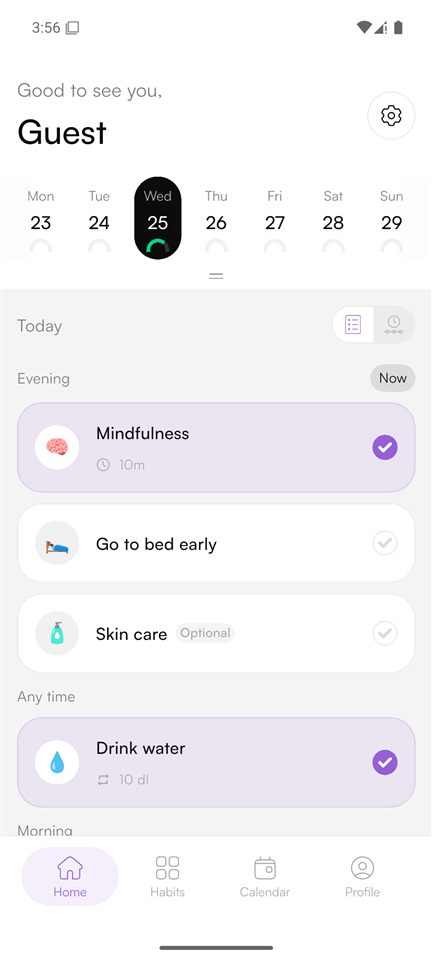 3:56
Good to see you,
Guest
Mon Tue Wed Thu Fri Sat Sun
23 24 25 26 27 28 29
Today
Evening Now
Mindfulness
10m
Go to bed early
Skin care Optional
Any time
Drink water
10 dl
Morning
Home Habits Calendar Profile